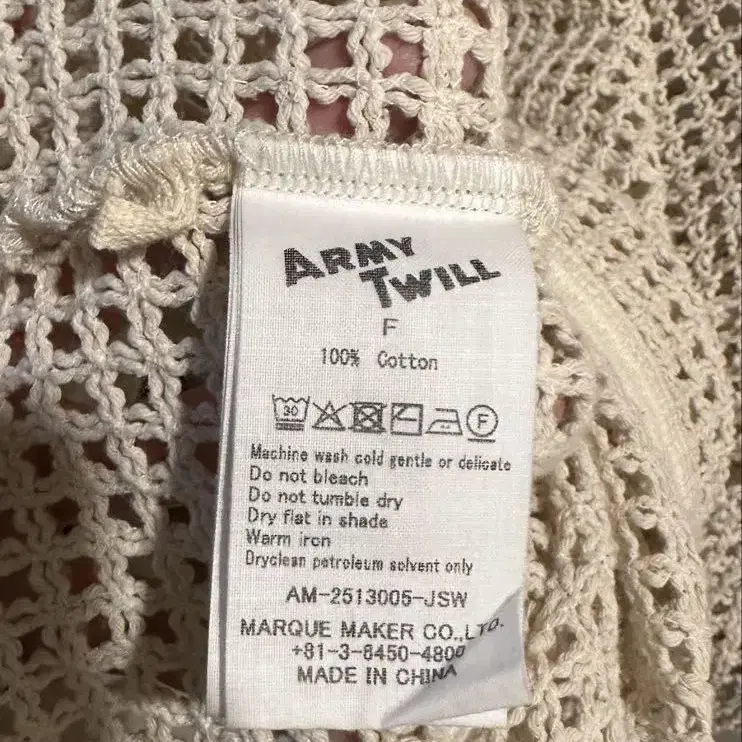 ARMY
TWILL
F
100% Cotton
30 F
Machine wash cold gentle or delicate
Do not bleach
Do not tumble dry
Dry flat in shade
Warm iron
Dryclean petroleum solvent only
AM-2513005-JSW
MARQUE MAKER CO.,LTD.
+81-3-8450-4800
MADE IN CHINA